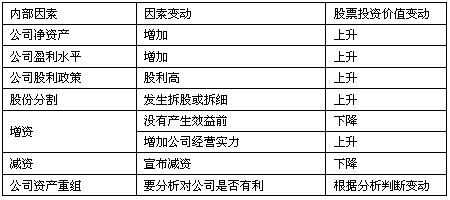 内部因素 因素变动 股票投资价值变动
公司净资产 增加 上升
公司盈利水平 增加 上升
公司股利政策 股利高 上升
股份分割 发生拆股或拆细 上升
增资 没有产生效益前 下降
增加公司经营实力 上升
减资 宣布减资 下降
公司资产重组 要分析对公司是否有利 根据分析判断变动